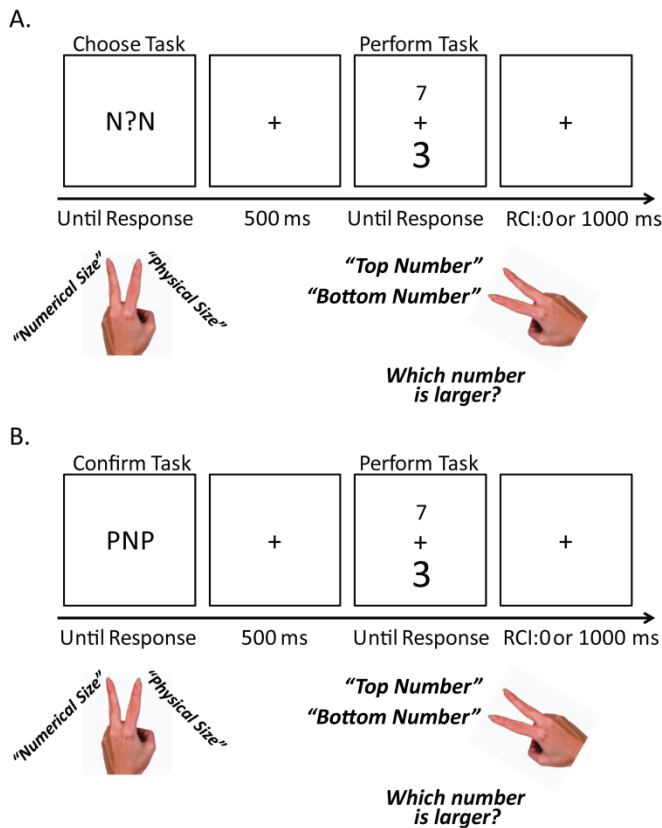 A.
Choose Task
Perform Task
N?N
+
7
+
3
+
Until Response
500 ms
Until Response
RCI:0 or 1000 ms
“Numerical Size”
“Physical Size”
“Top Number”
“Bottom Number”
Which number
is larger?
B.
Confirm Task
Perform Task
PNP
+
7
+
3
+
Until Response
500 ms
Until Response
RCI:0 or 1000 ms
“Numerical Size”
“Physical Size”
“Top Number”
“Bottom Number”
Which number
is larger?